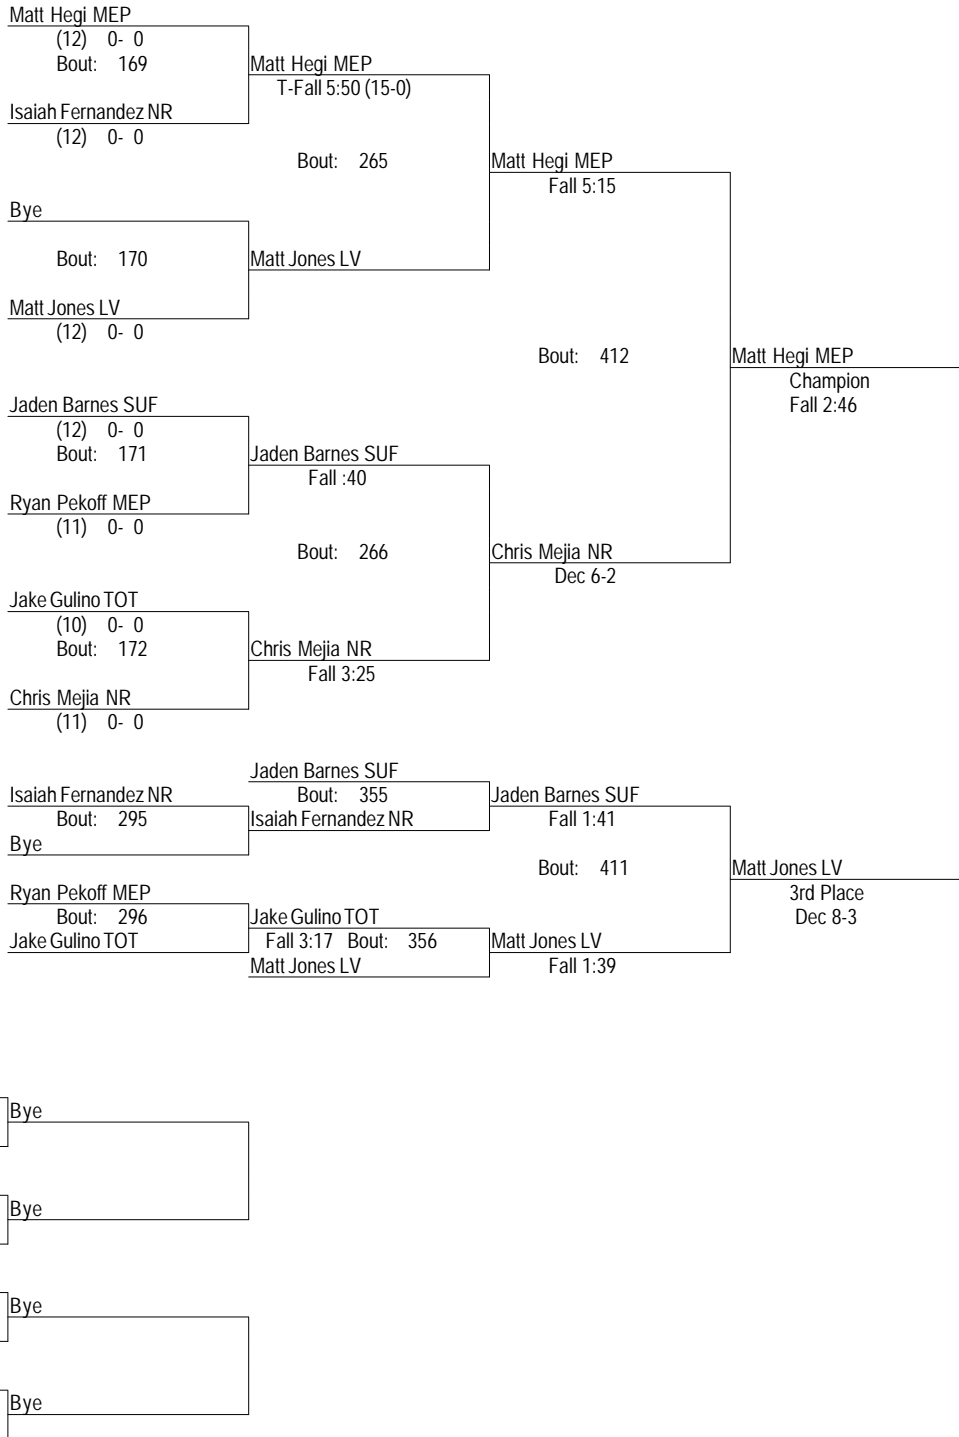 Matt Hegi MEP
(12) 0- 0
Bout: 169
Matt Hegi MEP
T-Fall 5:50 (15-0)
Isaiah Fernandez NR
(12) 0- 0
Bout: 265
Matt Hegi MEP
Fall 5:15
Bye
Bout: 170
Matt Jones LV
Matt Jones LV
(12) 0- 0
Bout: 412
Matt Hegi MEP
Champion
Fall 2:46
Jaden Barnes SUF
(12) 0- 0
Bout: 171
Jaden Barnes SUF
Fall :40
Ryan Pekoff MEP
(11) 0- 0
Bout: 266
Chris Mejia NR
Dec 6-2
Jake Gulino TOT
(10) 0- 0
Bout: 172
Chris Mejia NR
Fall 3:25
Chris Mejia NR
(11) 0- 0
Jaden Barnes SUF
Isaiah Fernandez NR
Bout: 355
Jaden Barnes SUF
Bout: 295
Isaiah Fernandez NR
Fall 1:41
Bye
Bout: 411
Matt Jones LV
3rd Place
Dec 8-3
Ryan Pekoff MEP
Bout: 296
Jake Gulino TOT
Jake Gulino TOT
Fall 3:17 Bout: 356
Matt Jones LV
Matt Jones LV
Fall 1:39
Bye
Bye
Bye
Bye